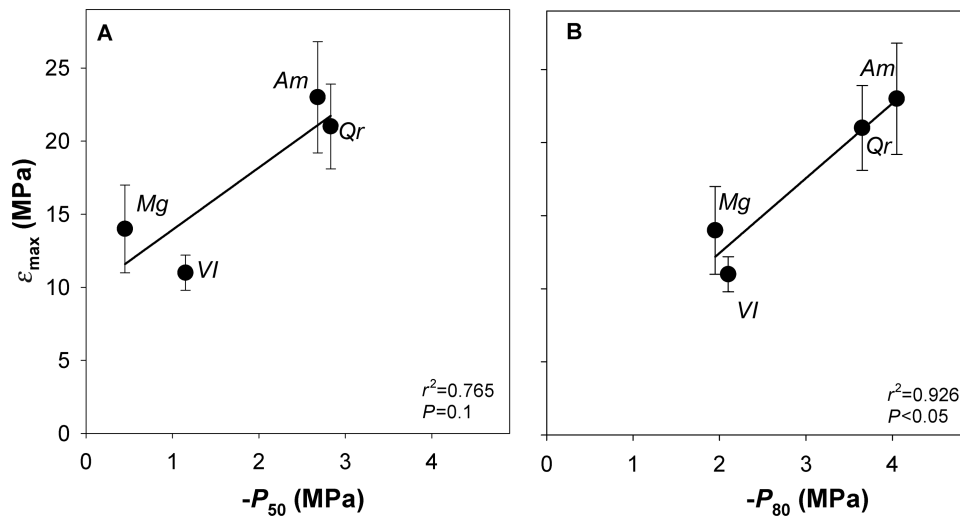 A
B
25
20
15
10
5
0
εmax (MPa)
Am
Qr
Mg
Vl
r²=0.765
P=0.1
0 1 2 3 4
-P50 (MPa)
Am
Qr
Mg
Vl
r²=0.926
P<0.05
0 1 2 3 4
-P80 (MPa)